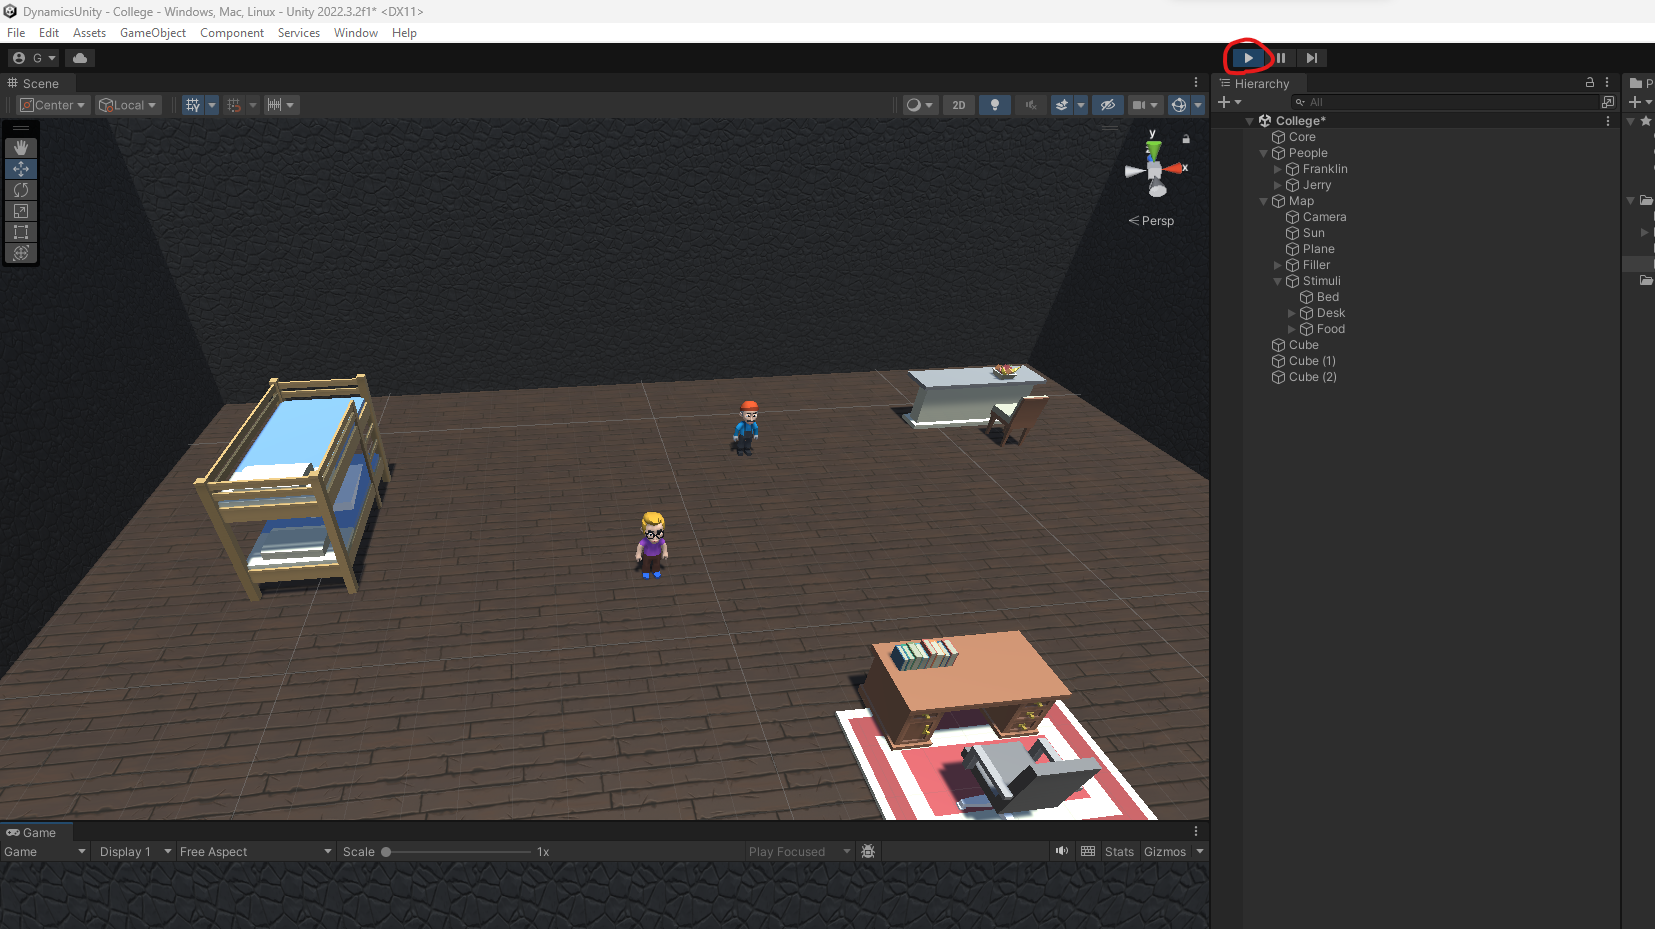 DynamicsUnity - College - Windows, Mac, Linux - Unity 2022.3.2f1* <DX11>
File Edit Assets GameObject Component Services Window Help
G
Scene
Hierarchy
P
Center Local
2D
All
College*
Core
People
Franklin
Jerry
Map
Camera
Sun
Plane
Filler
Stimuli
Bed
Desk
Food
Cube
Cube (1)
Cube (2)
y
x
Persp
Game
Game Display 1 Free Aspect Scale 1x Play Focused Stats Gizmos